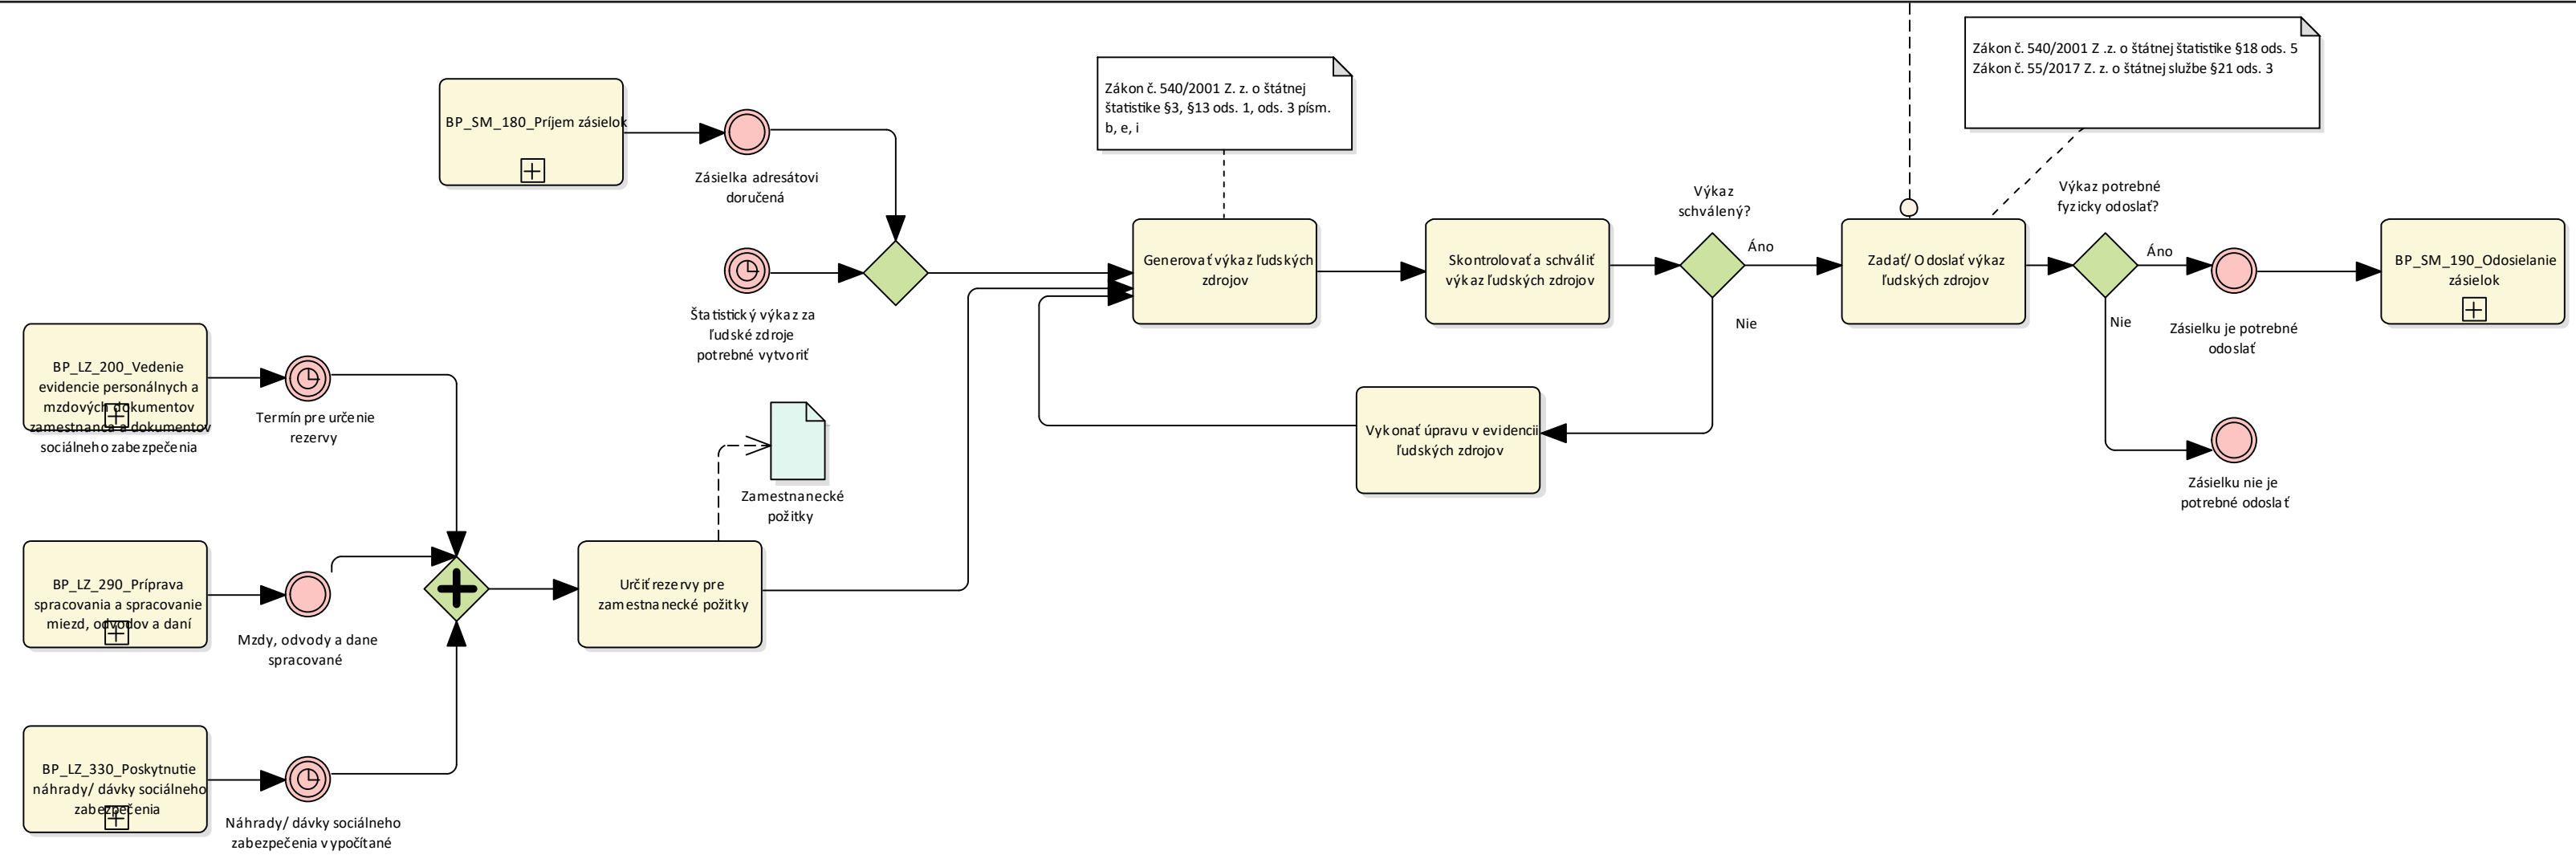 Zákon č. 540/2001 Z .z. o štátnej štatistike §18 ods. 5
Zákon č. 55/2017 Z. z. o štátnej službe §21 ods. 3
Zákon č. 540/2001 Z. z. o štátnej
štatistike §3, §13 ods. 1, ods. 3 písm.
b, e, i
BP_SM_180_Príjem zásielok
Zásielka adresátovi
doručená
Štatistický výkaz za
ľudské zdroje
potrebné vytvoriť
Generovať výkaz ľudských
zdrojov
Skontrolovať a schváliť
výkaz ľudských zdrojov
Výkaz
schválený?
Áno
Nie
Zadať/ Odoslať výkaz
ľudských zdrojov
Výkaz potrebné
fyzicky odoslať?
Áno
Nie
Zásielku je potrebné
odoslať
BP_SM_190_Odosielanie
zásielok
Zásielku nie je
potrebné odoslať
Vykonať úpravu v evidencii
ľudských zdrojov
BP_LZ_200_Vedenie
evidencie personálnych a
mzdových dokumentov
zamestnanca a dokumentov
sociálneho zabezpečenia
Termín pre určenie
rezervy
Zamestnanecké
požitky
BP_LZ_290_Príprava
spracovania a spracovanie
miezd, odvodov a daní
Mzdy, odvody a dane
spracované
Určiť rezervy pre
zamestnanecké požitky
BP_LZ_330_Poskytnutie
náhrady/ dávky sociálneho
zabezpečenia
Náhrady/ dávky sociálneho
zabezpečenia vypočítané